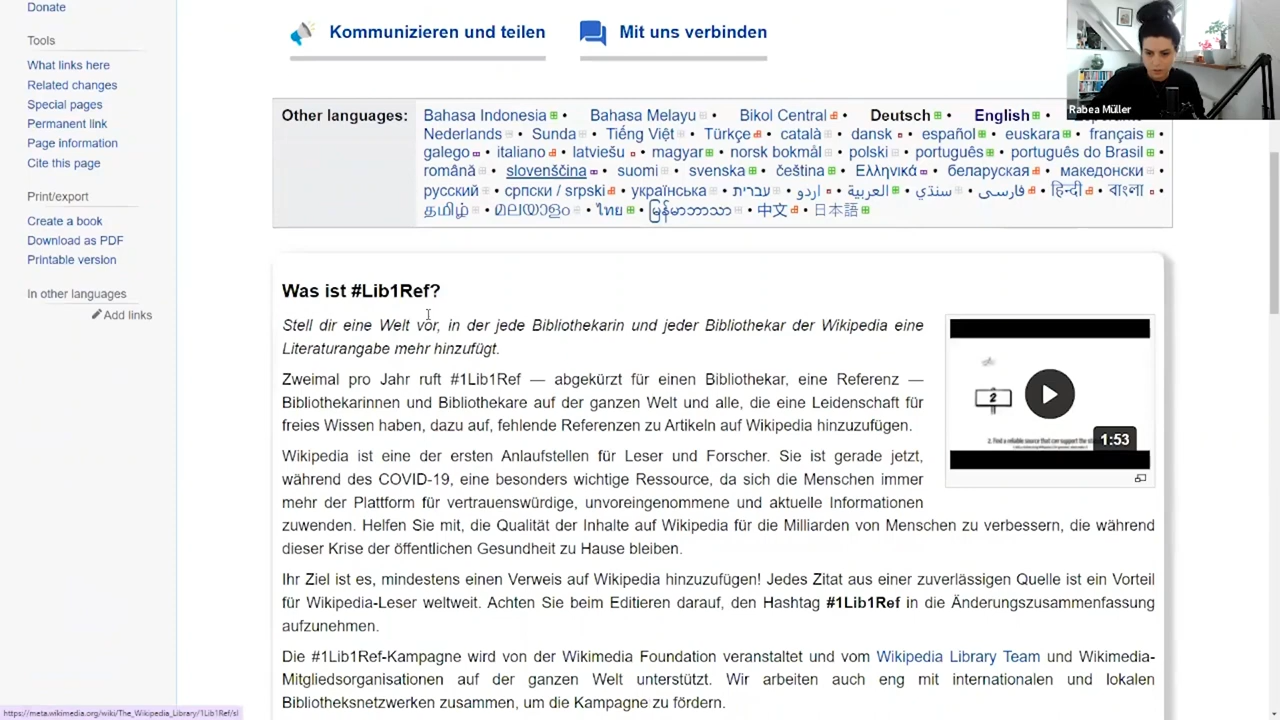 Donate
Tools
What links here
Related changes
Special pages
Permanent link
Page information
Cite this page
Print/export
Create a book
Download as PDF
Printable version
In other languages
Add links
Kommunizieren und teilen
Mit uns verbinden
Rabea Müller
Other languages:
Bahasa Indonesia • Bahasa Melayu • Bikol Central • Deutsch • English •
Nederlands • Sunda • Tiếng Việt • Türkçe • català • dansk • español • euskara • français
galego • italiano • latviešu • magyar • norsk bokmål • polski • português • português do Brasil •
română • slovenščina • suomi • svenska • čeština • Ελληνικά • беларуская • македонски
русский • српски / srpski • українська • עברית • اردو • العربية • سنڌي • فارسی • हिन्दी • বাংলা
தமிழ் • മലയാളം • ไทย • မြန်မာဘာသာ • 中文 • 日本語
Was ist #Lib1Ref?
Stell dir eine Welt vor, in der jede Bibliothekarin und jeder Bibliothekar der Wikipedia eine
Literaturangabe mehr hinzufügt.
Zweimal pro Jahr ruft #1Lib1Ref — abgekürzt für einen Bibliothekar, eine Referenz —
Bibliothekarinnen und Bibliothekare auf der ganzen Welt und alle, die eine Leidenschaft für
freies Wissen haben, dazu auf, fehlende Referenzen zu Artikeln auf Wikipedia hinzuzufügen.
2
1:53
Wikipedia ist eine der ersten Anlaufstellen für Leser und Forscher. Sie ist gerade jetzt,
während des COVID-19, eine besonders wichtige Ressource, da sich die Menschen immer
mehr der Plattform für vertrauenswürdige, unvoreingenommene und aktuelle Informationen
zuwenden. Helfen Sie mit, die Qualität der Inhalte auf Wikipedia für die Milliarden von Menschen zu verbessern, die während
dieser Krise der öffentlichen Gesundheit zu Hause bleiben.
Ihr Ziel ist es, mindestens einen Verweis auf Wikipedia hinzuzufügen! Jedes Zitat aus einer zuverlässigen Quelle ist ein Vorteil
für Wikipedia-Leser weltweit. Achten Sie beim Editieren darauf, den Hashtag #1Lib1Ref in die Änderungszusammenfassung
aufzunehmen.
Die #1Lib1Ref-Kampagne wird von der Wikimedia Foundation veranstaltet und vom Wikipedia Library Team und Wikimedia-
Mitgliedsorganisationen auf der ganzen Welt unterstützt. Wir arbeiten auch eng mit internationalen und lokalen
Bibliotheksnetzwerken zusammen, um die Kampagne zu fördern.
https://meta.wikimedia.org/wiki/The_Wikipedia_Library/1Lib1Ref/sl